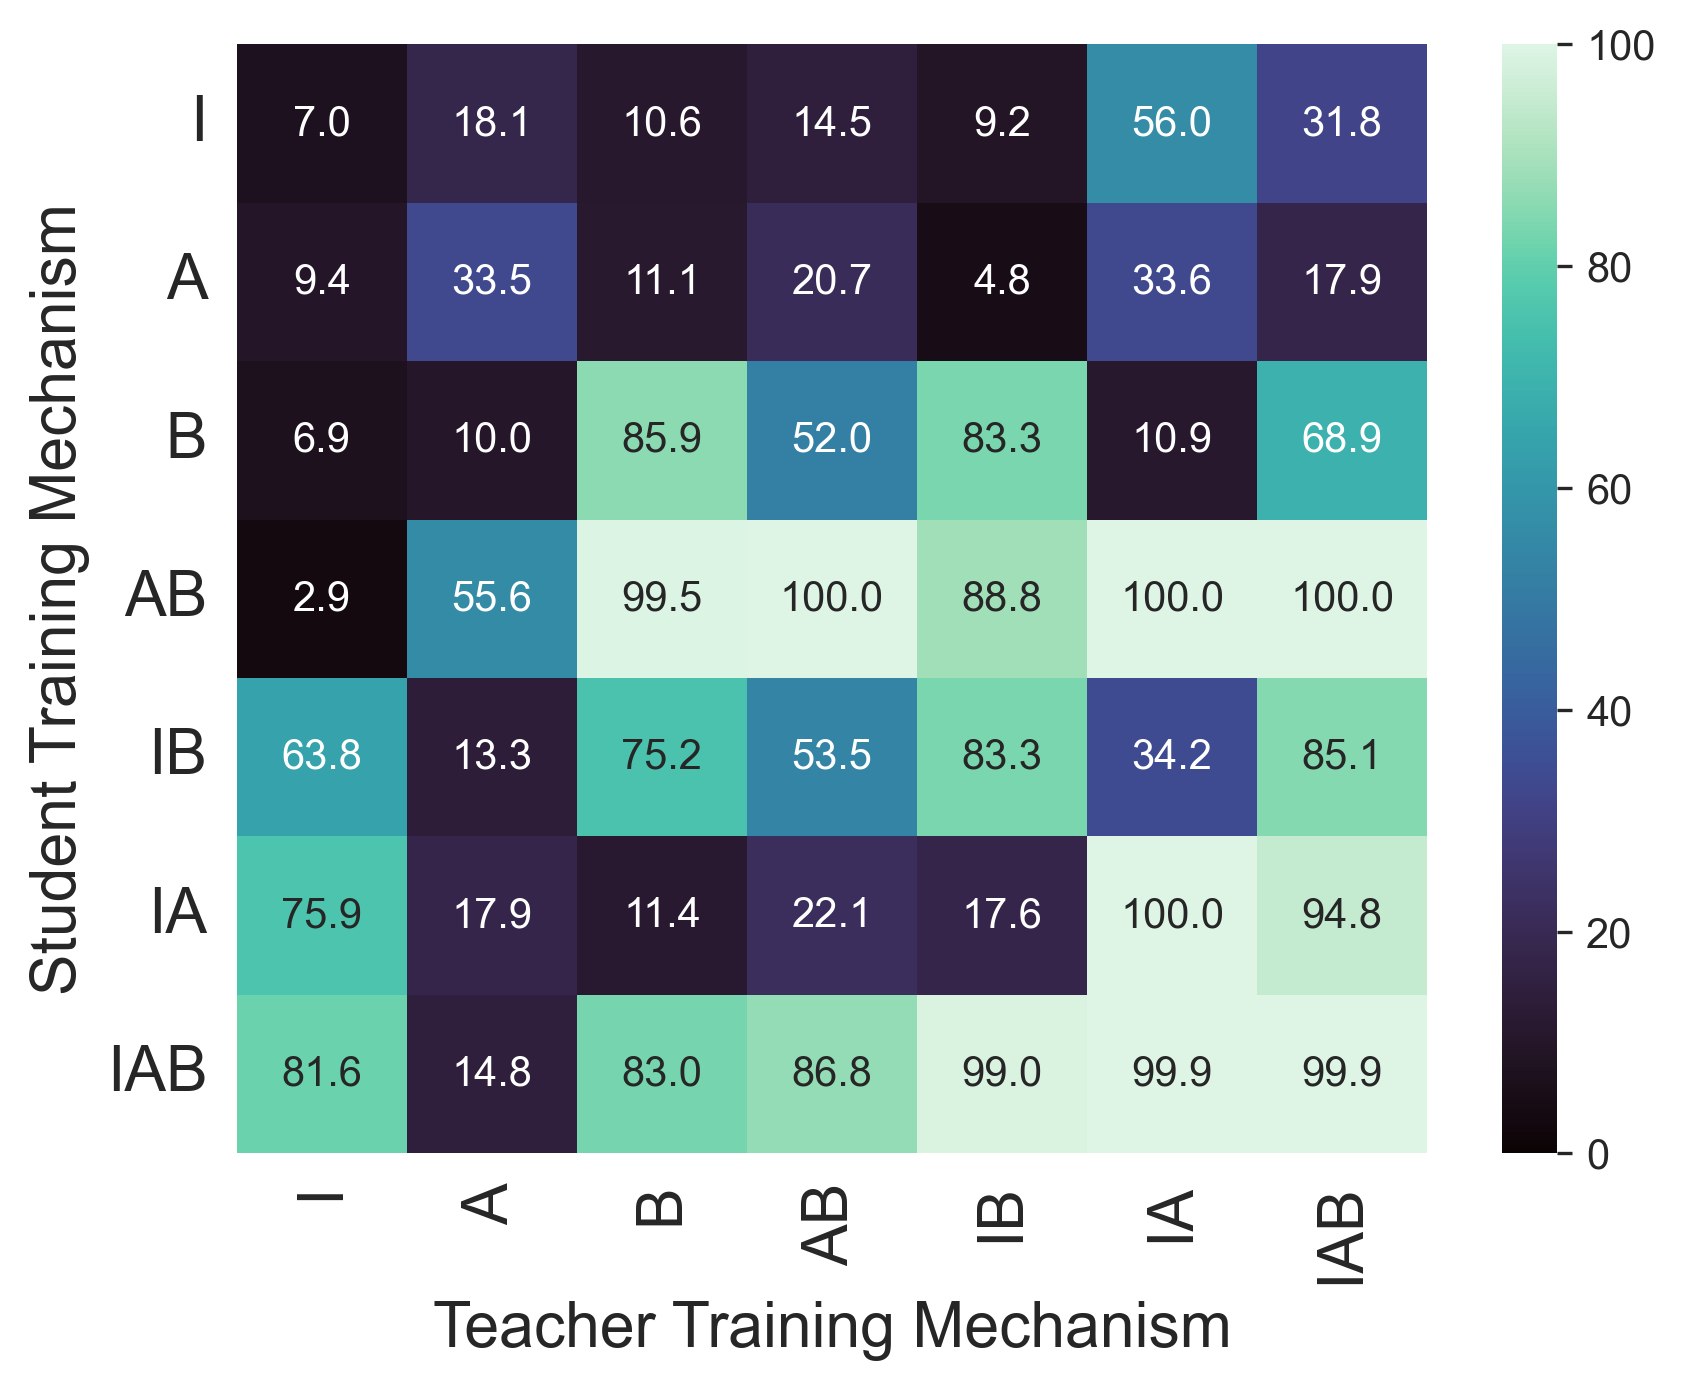 Student Training Mechanism
I 7.0 18.1 10.6 14.5 9.2 56.0 31.8
A 9.4 33.5 11.1 20.7 4.8 33.6 17.9
B 6.9 10.0 85.9 52.0 83.3 10.9 68.9
AB 2.9 55.6 99.5 100.0 88.8 100.0 100.0
IB 63.8 13.3 75.2 53.5 83.3 34.2 85.1
IA 75.9 17.9 11.4 22.1 17.6 100.0 94.8
IAB 81.6 14.8 83.0 86.8 99.0 99.9 99.9
I A B AB IB IA IAB
Teacher Training Mechanism
100
80
60
40
20
0